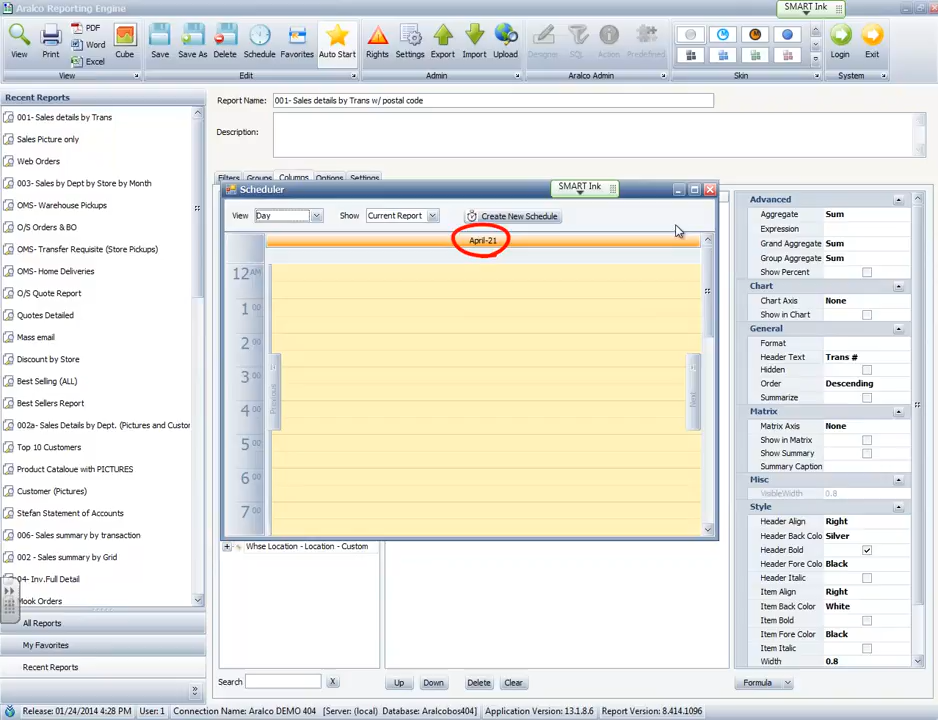 Aralco Reporting Engine
SMART Ink
View
Print
PDF
Word
Excel
Cube
Save
Save As
Delete
Schedule
Favorites
Auto Start
Rights
Settings
Export
Import
Upload
Designer
SQL
Access
Predefined
Login
Exit
View
Edit
Admin
Aralco Admin
Skin
System
Recent Reports
001- Sales details by Trans
Sales Picture only
Web Orders
003- Sales by Dept by Store by Month
OMS- Warehouse Pickups
O/S Orders & BO
OMS- Transfer Requisite (Store Pickups)
OMS- Home Deliveries
O/S Quote Report
Quotes Detailed
Mass email
Discount by Store
Best Selling (ALL)
Best Sellers Report
002a- Sales Details by Dept. (Pictures and Custor
Top 10 Customers
Product Cataloue with PICTURES
Customer (Pictures)
Stefan Statement of Accounts
006- Sales summary by transaction
002 - Sales summary by Grid
04- Inv.Full Detail
Mook Orders
All Reports
My Favorites
Recent Reports
Report Name:
001- Sales details by Trans w/ postal code
Description:
Filters
Groups
Columns
Options
Settings
Scheduler
SMART Ink
View
Day
Show
Current Report
Create New Schedule
April-21
12 AM
1 00
2 00
3 00
4 00
5 00
6 00
7 00
Previous
Next
Whse Location - Location - Custom
Search
X
Up
Down
Delete
Clear
Advanced
Aggregate Sum
Expression
Grand Aggregate Sum
Group Aggregate Sum
Show Percent
Chart
Chart Axis None
Show in Chart
General
Format
Header Text Trans #
Hidden
Order Descending
Summarize
Matrix
Matrix Axis None
Show in Matrix
Show Summary
Summary Caption
Misc
VisibleWidth 0.8
Style
Header Align Right
Header Back Colo Silver
Header Bold
Header Fore Colo Black
Header Italic
Item Align Right
Item Back Color White
Item Bold
Item Fore Color Black
Item Italic
Width 0.8
Formula
Release: 01/24/2014 4:28 PM
User: 1
Connection Name: Aralco DEMO 404
[Server: (local) Database: Aralcobos404]
Application Version: 13.1.8.6
Report Version: 8.414.1096